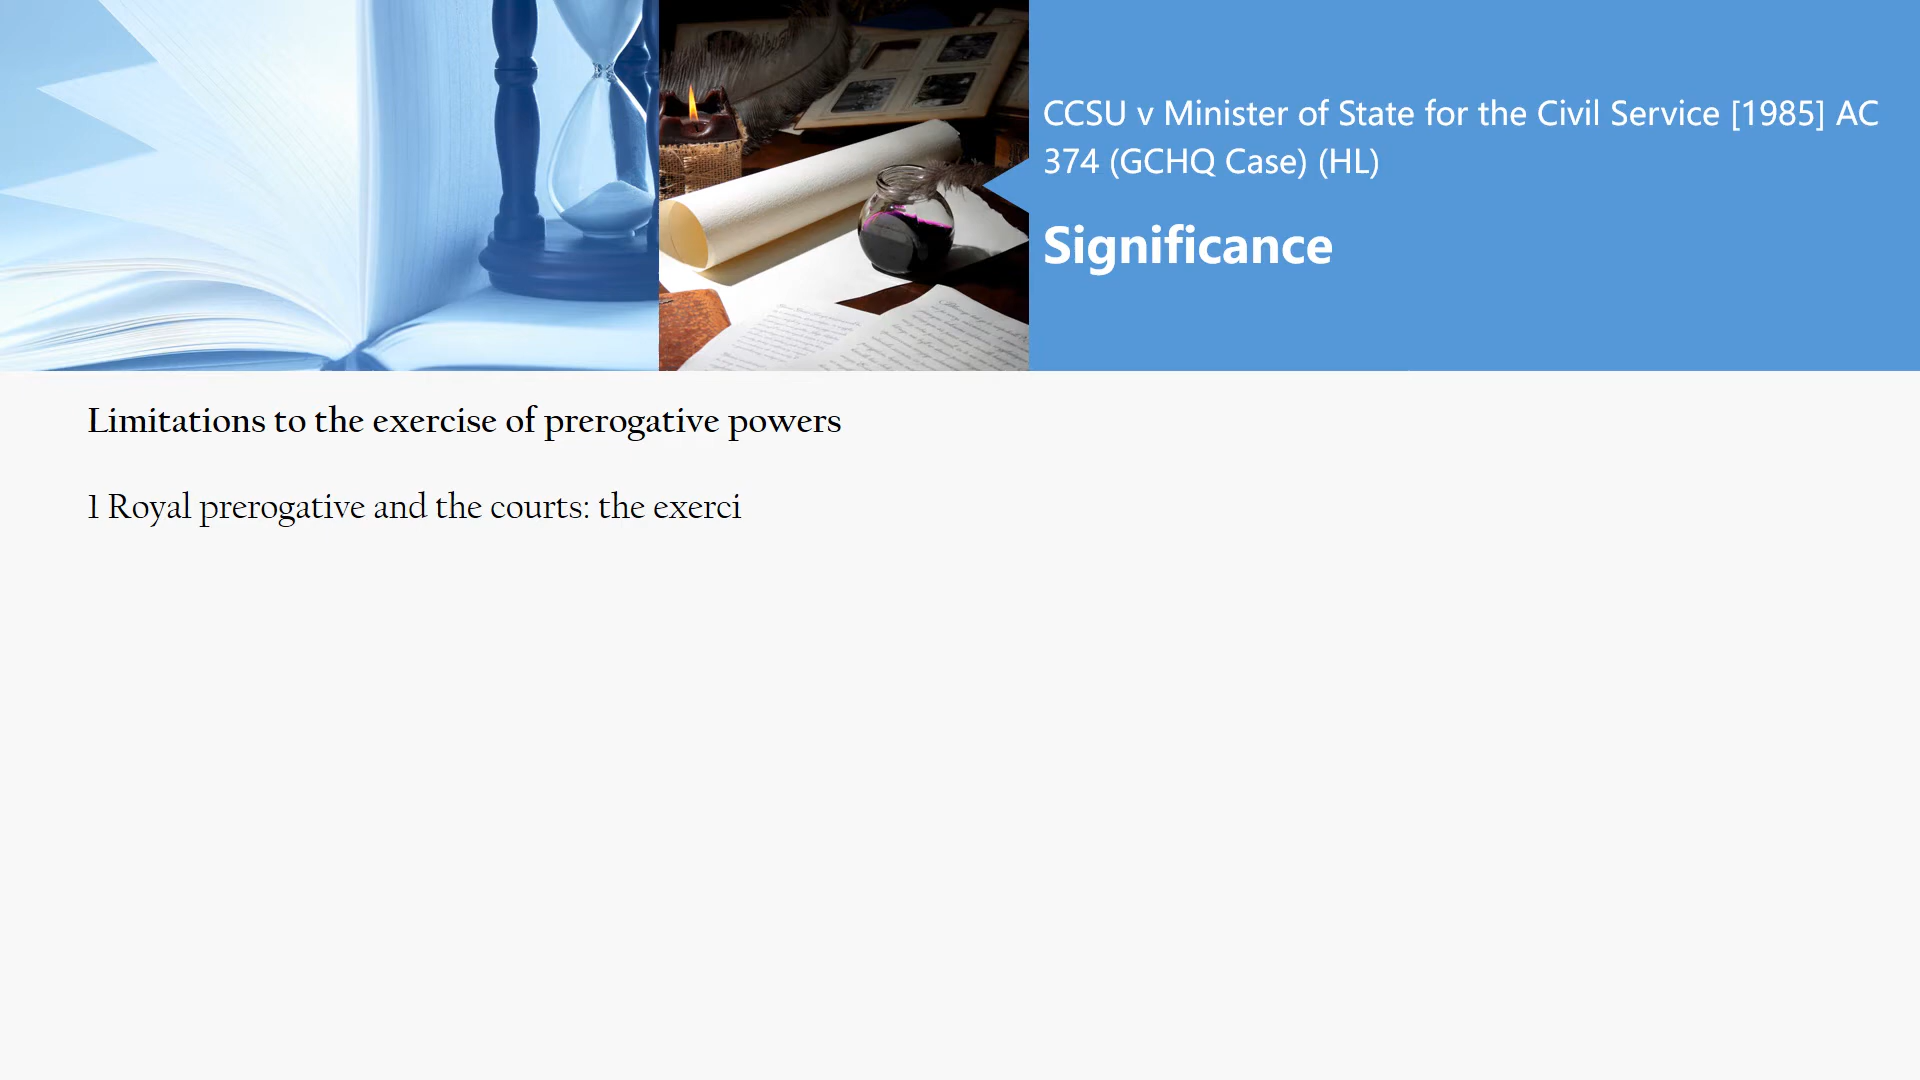 CCSU v Minister of State for the Civil Service [1985] AC
374 (GCHQ Case) (HL)
Significance
Limitations to the exercise of prerogative powers
1 Royal prerogative and the courts: the exerci